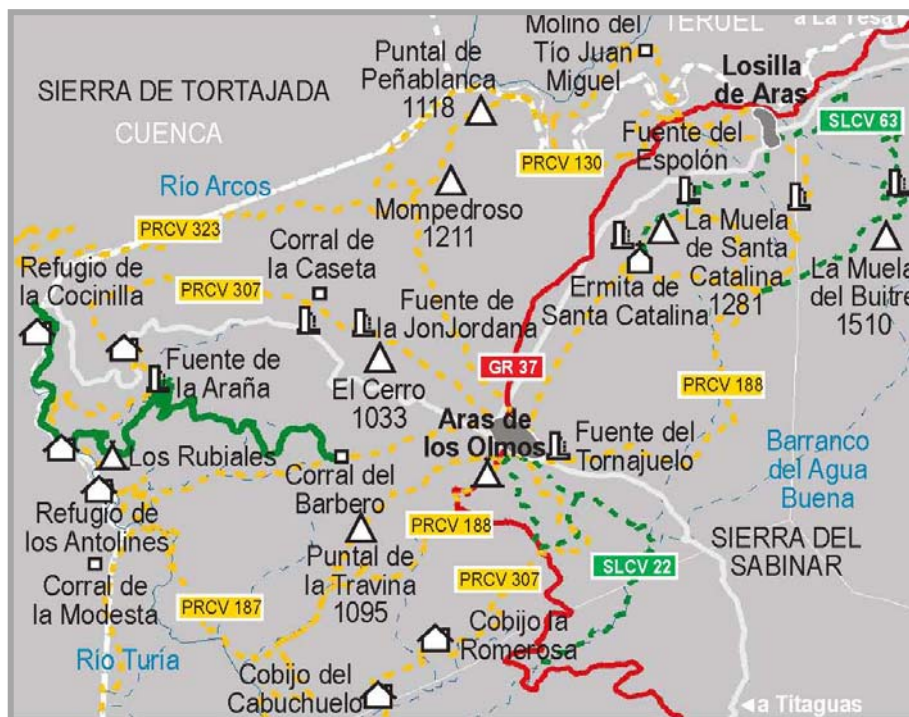 TERUEL
a La Yesa
Molino del
Tío Juan
Miguel
Puntal de
Peñablanca
1118
Losilla
de Aras
SIERRA DE TORTAJADA
CUENCA
SLCV 63
Fuente del
Espolón
PRCV 130
Río Arcos
Mompedroso
1211
PRCV 323
La Muela
de Santa
Catalina
1281
Corral de
la Caseta
Refugio de
la Cocinilla
La Muela
del Buitre
1510
Ermita de
Santa Catalina
PRCV 307
Fuente de
la JonJordana
GR 37
Fuente de
la Araña
El Cerro
1033
PRCV 188
Aras de
los Olmos
Fuente del
Tornajuelo
Los Rubiales
Barranco
del Agua
Buena
Corral del
Barbero
Refugio de
los Antolines
PRCV 188
SIERRA DEL
SABINAR
Puntal de
la Travina
1095
Corral de
la Modesta
PRCV 307
SLCV 22
PRCV 187
Cobijo la
Romerosa
Río Turía
Cobijo del
Cabuchuelo
a Titaguas